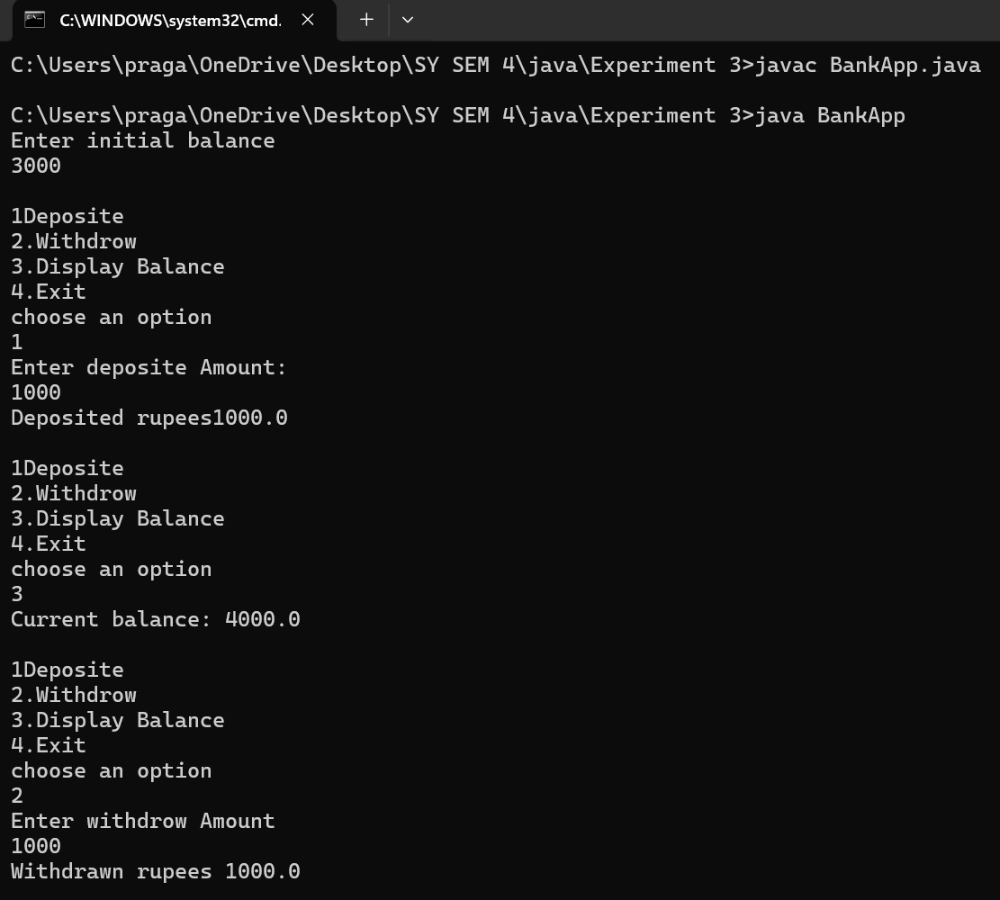 C:\WINDOWS\system32\cmd.
C:\Users\praga\OneDrive\Desktop\SY SEM 4\java\Experiment 3>javac BankApp.java
C:\Users\praga\OneDrive\Desktop\SY SEM 4\java\Experiment 3>java BankApp
Enter initial balance
3000
1Deposite
2.Withdrow
3.Display Balance
4.Exit
choose an option
1
Enter deposite Amount:
1000
Deposited rupees1000.0
1Deposite
2.Withdrow
3.Display Balance
4.Exit
choose an option
3
Current balance: 4000.0
1Deposite
2.Withdrow
3.Display Balance
4.Exit
choose an option
2
Enter withdrow Amount
1000
Withdrawn rupees 1000.0